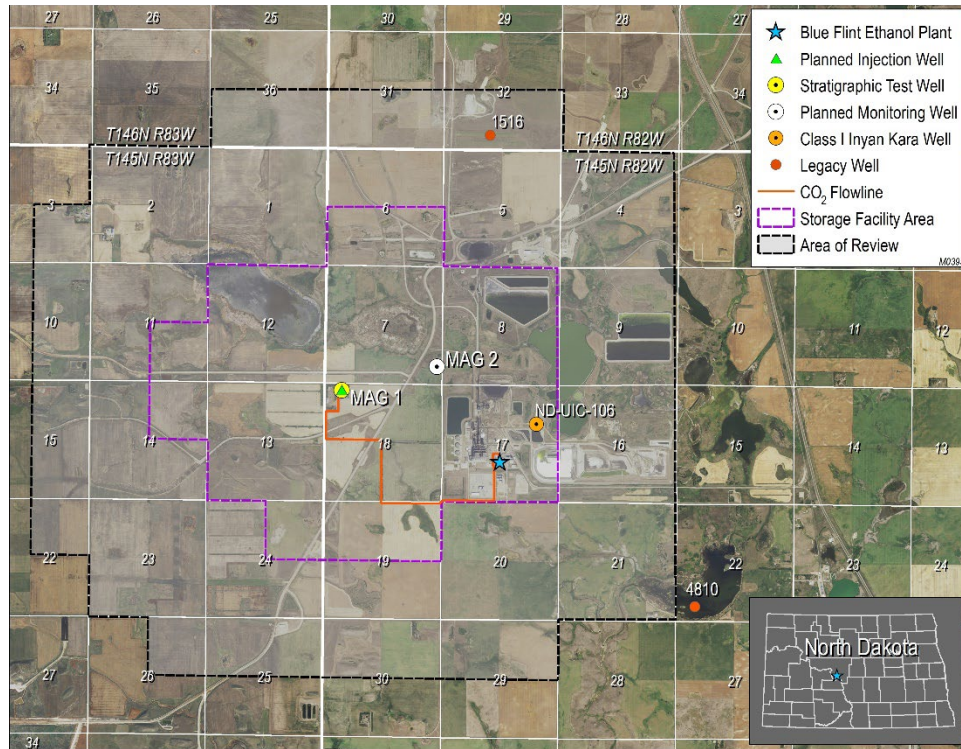 27 26 25 30 29 28 27
Blue Flint Ethanol Plant
Planned Injection Well
Stratigraphic Test Well
Planned Monitoring Well
Class I Inyan Kara Well
Legacy Well
CO₂ Flowline
Storage Facility Area
Area of Review
34 35 36 31 32 33 34
1516
T146N R83W T146N R82W
T145N R83W T145N R82W
3 2 1 6 5 4 3
10 11 12 7 8 9 10 11 12
MAG 2
MAG 1
ND-UIC-106
15 14 13 18 17 16 15 14 13
22 23 24 19 20 21 22 23 24
4810
27 26 25 30 29 28 27
North Dakota
34